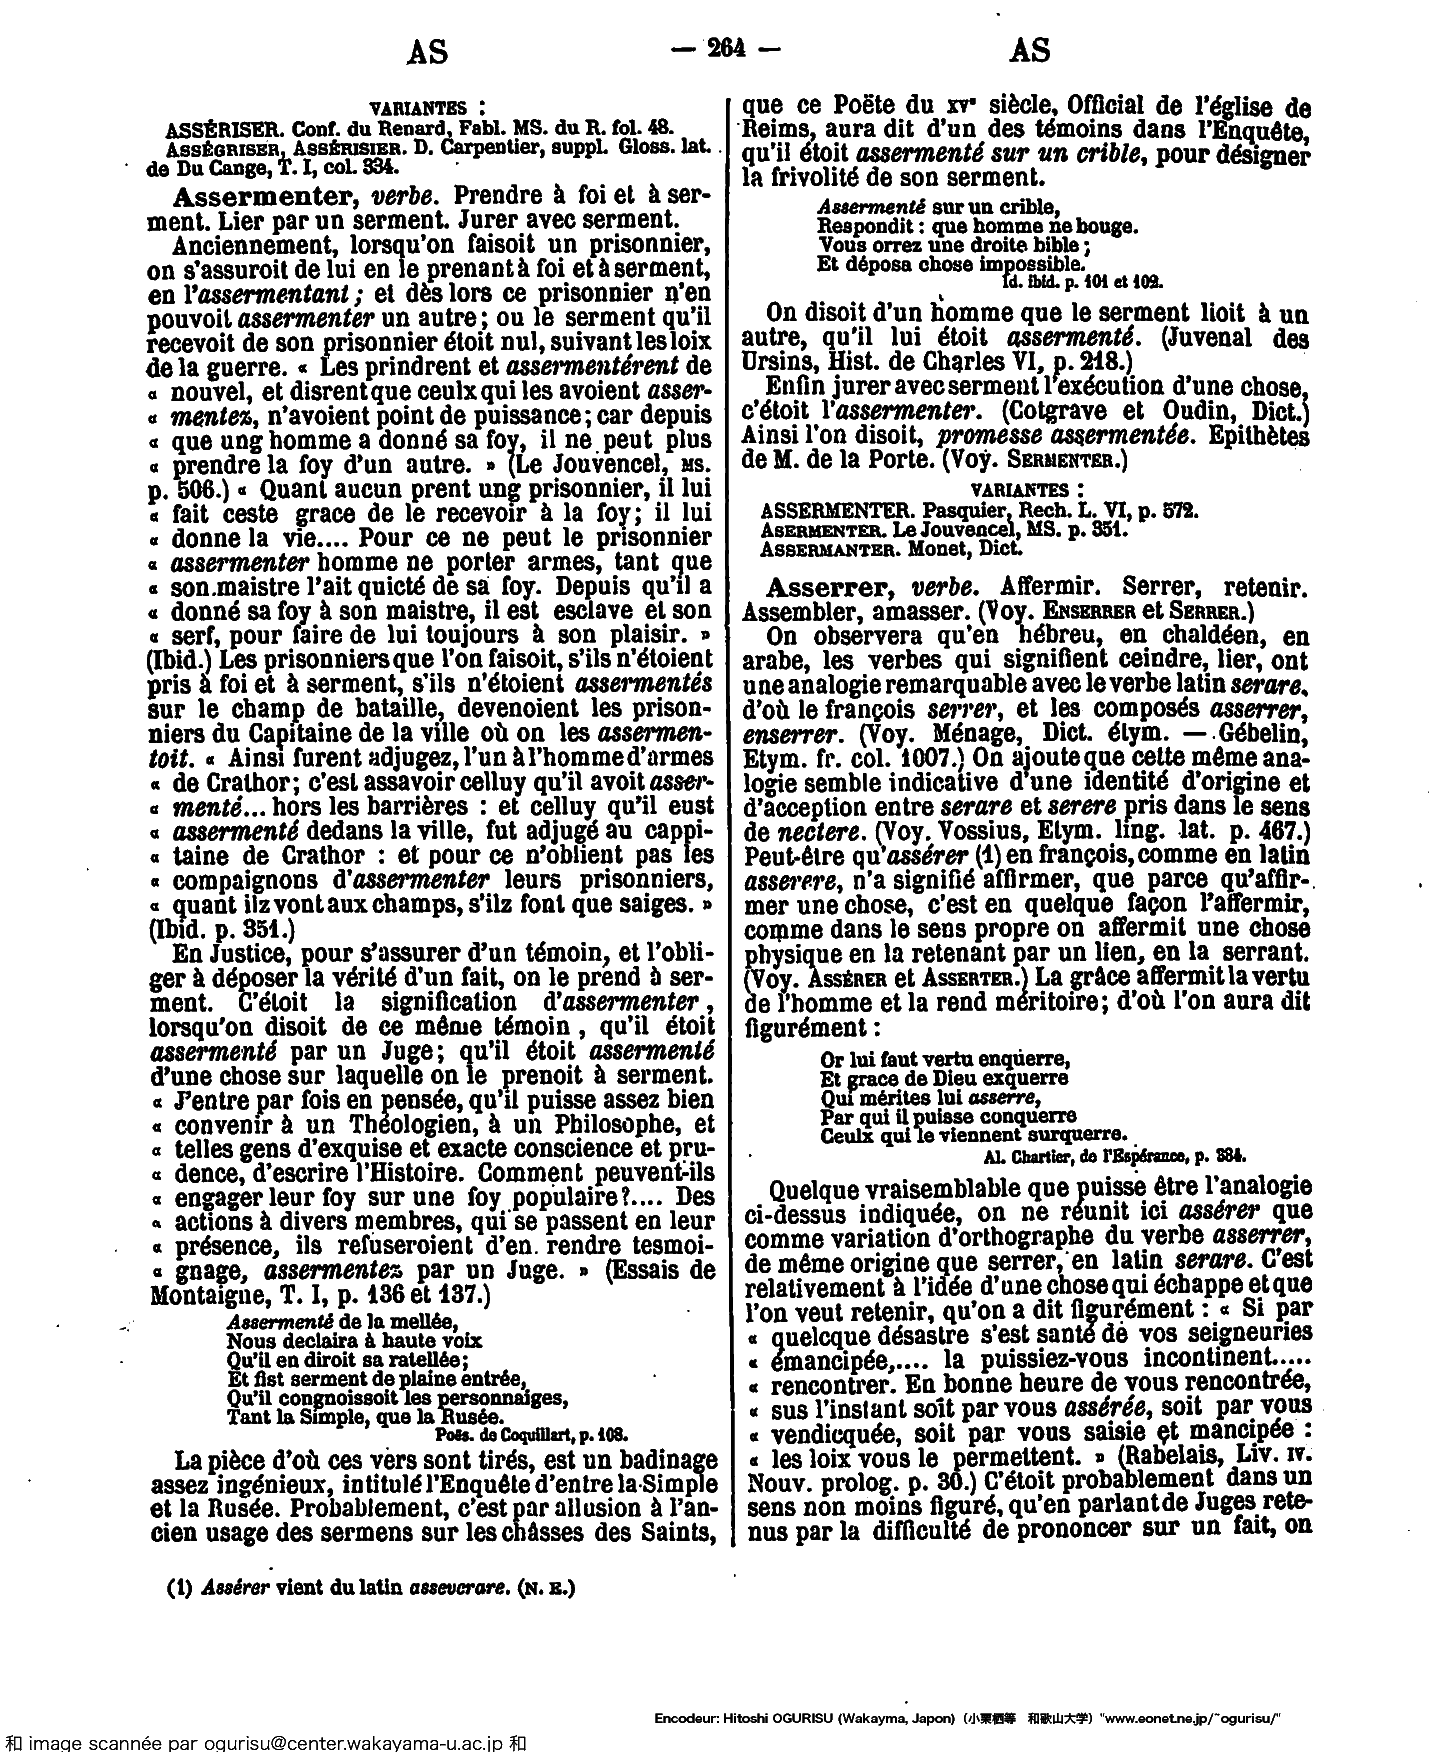 AS — 264 — AS
VARIANTES :
ASSÉRISER. Conf. du Renard, Fabl. MS. du R. fol. 48.
ASSÉGRISER, ASSÉRISIER. D. Carpentier, suppl. Gloss. lat.
de Du Cange, T. I, col. 334.
Assermenter, verbe. Prendre à foi et à ser-
ment. Lier par un serment. Jurer avec serment.
Anciennement, lorsqu'on faisoit un prisonnier,
on s'assuroit de lui en le prenant à foi et à serment,
en l'assermentant ; et dès lors ce prisonnier n'en
pouvoit assermenter un autre ; ou le serment qu'il
recevoit de son prisonnier étoit nul, suivant les loix
de la guerre. « Les prindrent et assermentérent de
« nouvel, et disrent que ceulx qui les avoient asser-
« mentez, n'avoient point de puissance ; car depuis
« que ung homme a donné sa foy, il ne peut plus
« prendre la foy d'un autre. » (Le Jouvencel, MS.
p. 506.) « Quant aucun prent ung prisonnier, il lui
« fait ceste grace de le recevoir à la foy ; il lui
« donne la vie.... Pour ce ne peut le prisonnier
« assermenter homme ne porter armes, tant que
« son maistre l'ait quicté de sa foy. Depuis qu'il a
« donné sa foy à son maistre, il est esclave et son
« serf, pour faire de lui toujours à son plaisir. »
(Ibid.) Les prisonniers que l'on faisoit, s'ils n'étoient
pris à foi et à serment, s'ils n'étoient assermentés
sur le champ de bataille, devenoient les prison-
niers du Capitaine de la ville où on les assermen-
toit. « Ainsi furent adjugez, l'un à l'homme d'armes
« de Crathor ; c'est assavoir celluy qu'il avoit asser-
« menté... hors les barrières : et celluy qu'il eust
« assermenté dedans la ville, fut adjugé au cappi-
« taine de Crathor : et pour ce n'oblient pas les
« compaignons d'assermenter leurs prisonniers,
« quant ilz vont aux champs, s'ilz font que saiges. »
(Ibid. p. 351.)
En Justice, pour s'assurer d'un témoin, et l'obli-
ger à déposer la vérité d'un fait, on le prend à ser-
ment. C'étoit la signification d'assermenter,
lorsqu'on disoit de ce même témoin, qu'il étoit
assermenté par un Juge ; qu'il étoit assermenté
d'une chose sur laquelle on le prenoit à serment.
« J'entre par fois en pensée, qu'il puisse assez bien
« convenir à un Théologien, à un Philosophe, et
« telles gens d'exquise et exacte conscience et pru-
« dence, d'escrire l'Histoire. Comment peuvent-ils
« engager leur foy sur une foy populaire ?.... Des
« actions à divers membres, qui se passent en leur
« présence, ils refuseroient d'en rendre tesmoi-
« gnage, assermentez par un Juge. » (Essais de
Montaigne, T. I, p. 136 et 137.)
Assermenté de la mellée,
Nous declaira à haute voix
Qu'il en diroit sa ratellée ;
Et fist serment de plaine entrée,
Qu'il congnoissoit les personnaiges,
Tant la Simple, que la Rusée.
Poës. de Coquillart, p. 108.
La pièce d'où ces vers sont tirés, est un badinage
assez ingénieux, intitulé l'Enquête d'entre la Simple
et la Rusée. Probablement, c'est par allusion à l'an-
cien usage des sermens sur les châsses des Saints,
que ce Poëte du XVe siècle, Official de l'église de
Reims, aura dit d'un des témoins dans l'Enquête,
qu'il étoit assermenté sur un crible, pour désigner
la frivolité de son serment.
Assermenté sur un crible,
Respondit : que homme ne bouge.
Vous orrez une droite bible ;
Et déposa chose impossible.
Id. ibid. p. 101 et 102.
On disoit d'un homme que le serment lioit à un
autre, qu'il lui étoit assermenté. (Juvenal des
Ursins, Hist. de Charles VI, p. 218.)
Enfin jurer avec serment l'exécution d'une chose,
c'étoit l'assermenter. (Cotgrave et Oudin, Dict.)
Ainsi l'on disoit, promesse assermentée. Epithètes
de M. de la Porte. (Voy. SERMENTER.)
VARIANTES :
ASSERMENTER. Pasquier, Rech. L. VI, p. 572.
ASERMENTER. Le Jouvencel, MS. p. 351.
ASSERMANTER. Monet, Dict.
Asserrer, verbe. Affermir. Serrer, retenir.
Assembler, amasser. (Voy. ENSERRER et SERRER.)
On observera qu'en hébreu, en chaldéen, en
arabe, les verbes qui signifient ceindre, lier, ont
une analogie remarquable avec le verbe latin serare,
d'où le françois serrer, et les composés asserrer,
enserrer. (Voy. Ménage, Dict. étym. — Gébelin,
Etym. fr. col. 1007.) On ajoute que cette même ana-
logie semble indicative d'une identité d'origine et
d'acception entre serare et serere pris dans le sens
de nectere. (Voy. Vossius, Etym. ling. lat. p. 467.)
Peut-être qu'assérer (1) en françois, comme en latin
asserere, n'a signifié affirmer, que parce qu'affir-
mer une chose, c'est en quelque façon l'affermir,
comme dans le sens propre on affermit une chose
physique en la retenant par un lien, en la serrant.
(Voy. ASSÉRER et ASSERTER.) La grâce affermit la vertu
de l'homme et la rend méritoire ; d'où l'on aura dit
figurément :
Or lui faut vertu enquerre,
Et grace de Dieu exquerre
Qui mérites lui asserre,
Par qui il puisse conquerre
Ceulx qui le viennent surquerre.
Al. Chartier, de l'Espérance, p. 334.
Quelque vraisemblable que puisse être l'analogie
ci-dessus indiquée, on ne réunit ici assérer que
comme variation d'orthographe du verbe asserrer,
de même origine que serrer, en latin serare. C'est
relativement à l'idée d'une chose qui échappe et que
l'on veut retenir, qu'on a dit figurément : « Si par
« quelcque désastre s'est santé de vos seigneuries
« émancipée,.... la puissiez-vous incontinent.....
« rencontrer. En bonne heure de vous rencontrée,
« sus l'instant soit par vous assérée, soit par vous
« vendicquée, soit par vous saisie et mancipée :
« les loix vous le permettent. » (Rabelais, Liv. IV.
Nouv. prolog. p. 30.) C'étoit probablement dans un
sens non moins figuré, qu'en parlant de Juges rete-
nus par la difficulté de prononcer sur un fait, on
(1) Assérer vient du latin asseverare. (N. E.)
Encodeur: Hitoshi OGURISU (Wakayma, Japon) (小栗栖等 和歌山大学) "www.eonet.ne.jp/~ogurisu/"
和 image scannée par ogurisu@center.wakayama-u.ac.jp 和